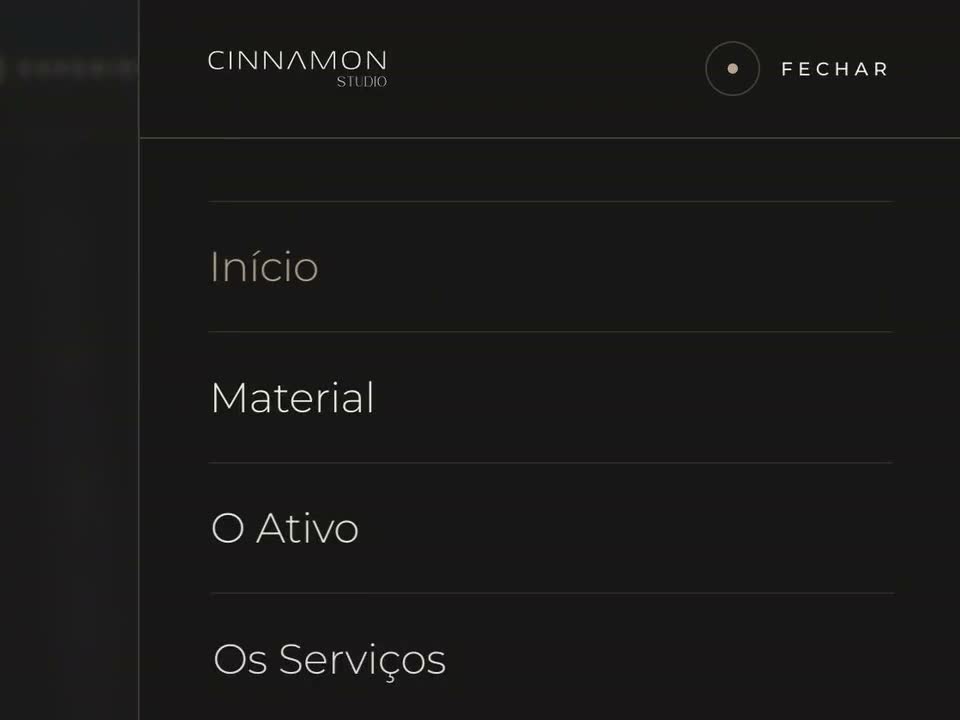 CINNAMON
STUDIO
FECHAR
Início
Material
O Ativo
Os Serviços